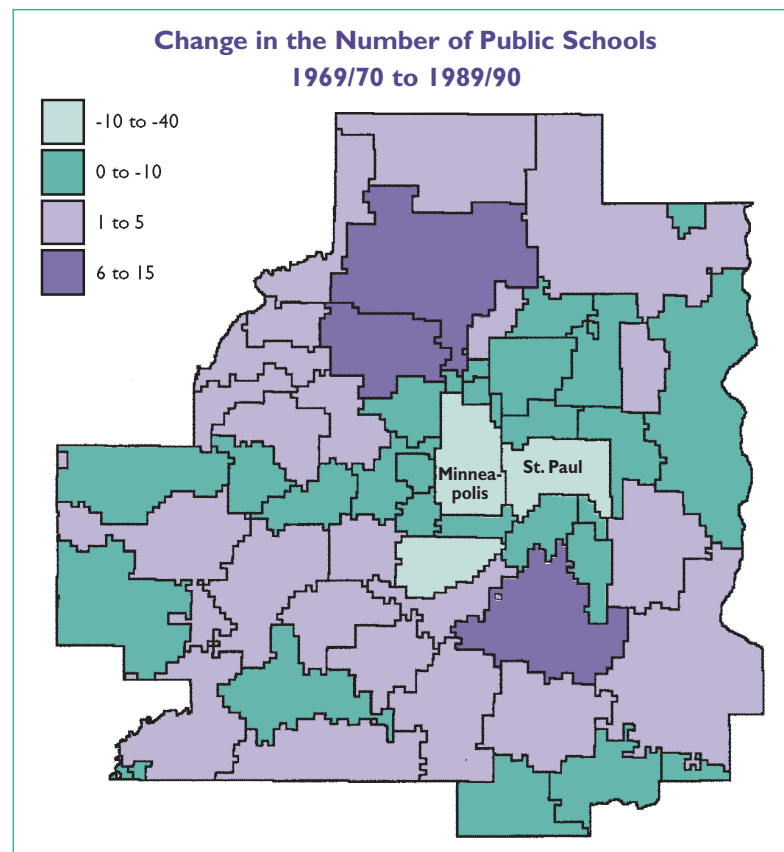 Change in the Number of Public Schools
1969/70 to 1989/90
-10 to -40
0 to -10
1 to 5
6 to 15
Minnea-
polis
St. Paul